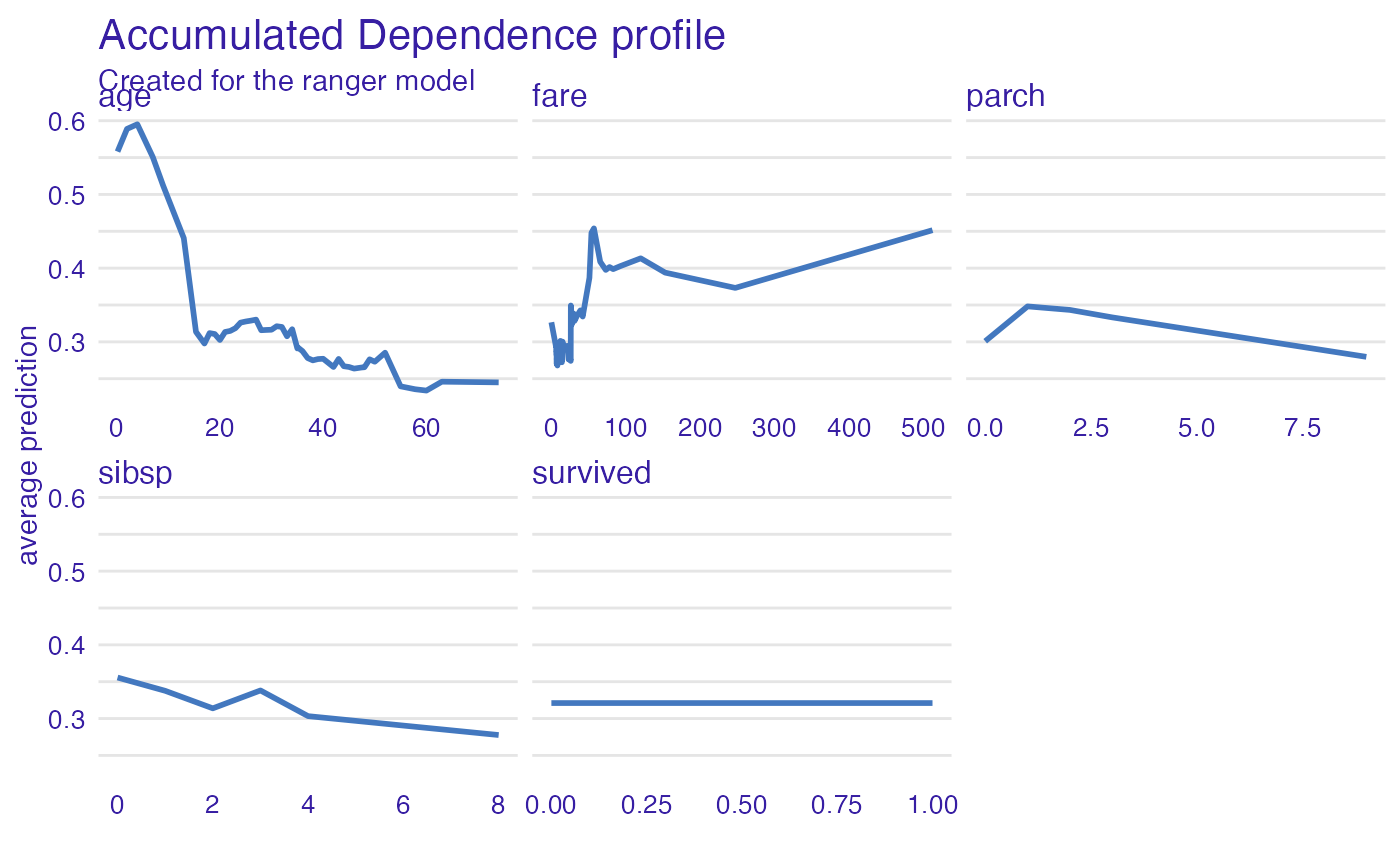 Accumulated Dependence profile
Created for the ranger model
age fare parch
0.6
0.5
0.4
0.3
0 20 40 60 0 100 200 300 400 500 0.0 2.5 5.0 7.5
average prediction
sibsp survived
0.6
0.5
0.4
0.3
0 2 4 6 8 0.00 0.25 0.50 0.75 1.00